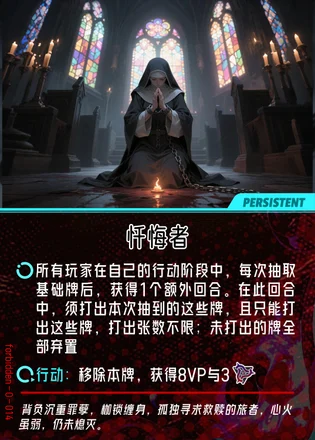 PERSISTENT
忏悔者
所有玩家在自己的行动阶段中，每次抽取
基础牌后，获得1个额外回合。在此回合
中，须打出本次抽到的这些牌，且只能打
出这些牌，打出张数不限；未打出的牌全
部弃置
行动：移除本牌，获得8VP与3
背负沉重罪孽，枷锁缠身，孤独寻求救赎的旅者，心火
虽弱，仍未熄灭。
forbidden-0-014